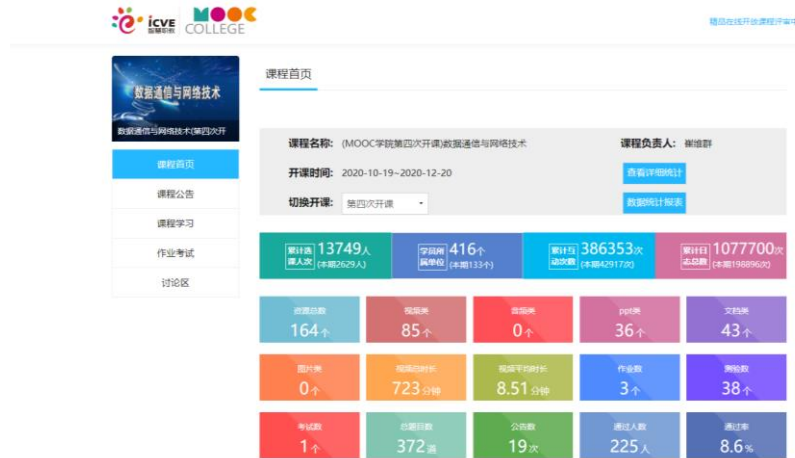 icve
智慧职教
MOOC
COLLEGE
精品在线开放课程评审中
数据通信与网络技术
数据通信与网络技术(第四次开
课程首页
课程公告
课程学习
作业考试
讨论区
课程首页
课程名称: (MOOC学院第四次开课)数据通信与网络技术
课程负责人: 崔维群
开课时间: 2020-10-19~2020-12-20
查看详细统计
切换开课: 第四次开课
数据统计报表
累计选课人次 13749人 (本期2629人)
学员所属单位 416个 (本期133个)
累计互动次数 386353次 (本期42917次)
累计日志总数 1077700次 (本期198896次)
资源总数 视频类 音频类 ppt类 文档类
164个 85个 0个 36个 43个
图片类 视频总时长 视频平均时长 作业数 测验数
0个 723分钟 8.51分钟 3个 38个
考试数 总题目数 公告数 通过人数 通过率
1个 372道 19次 225人 8.6%